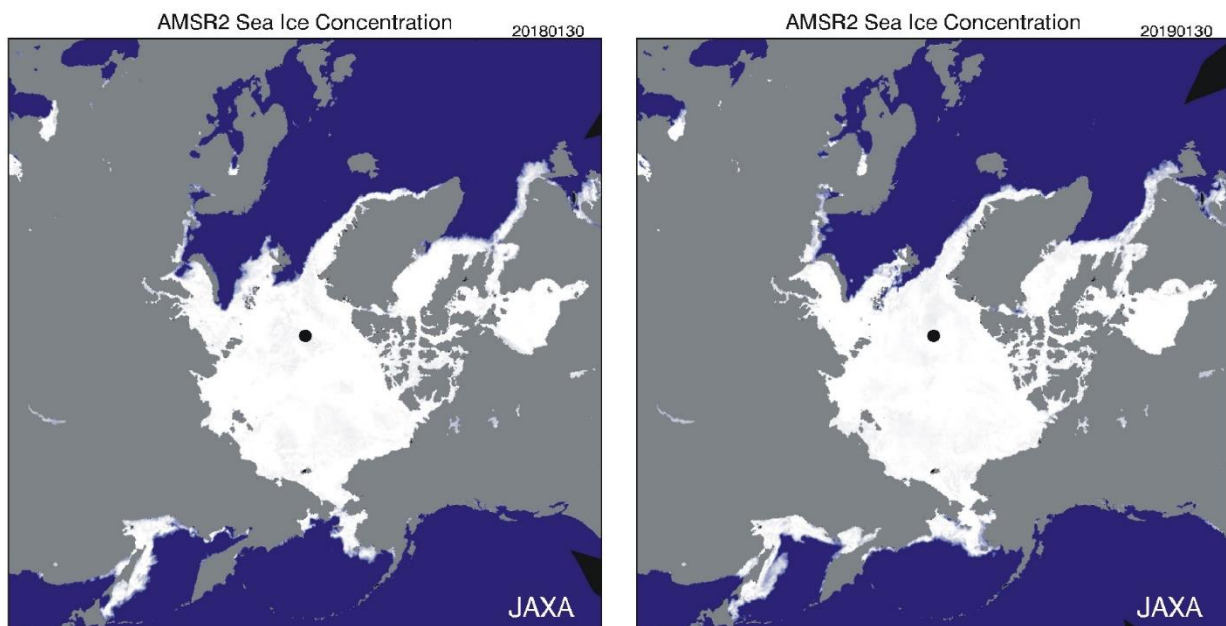 AMSR2 Sea Ice Concentration 20180130
JAXA
AMSR2 Sea Ice Concentration 20190130
JAXA